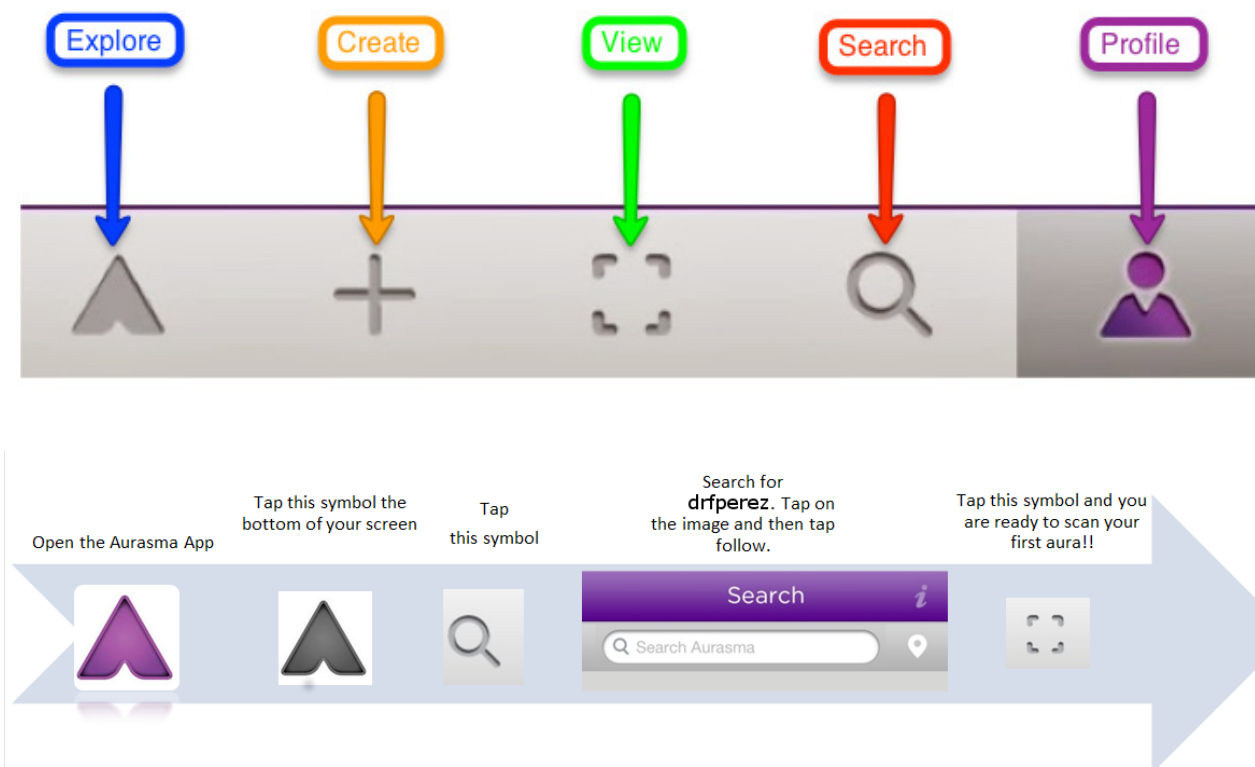 Explore
Create
View
Search
Profile
Open the Aurasma App
Tap this symbol the
bottom of your screen
Tap
this symbol
Search for
drfperez. Tap on
the image and then tap
follow.
Search
i
Search Aurasma
Tap this symbol and you
are ready to scan your
first aura!!